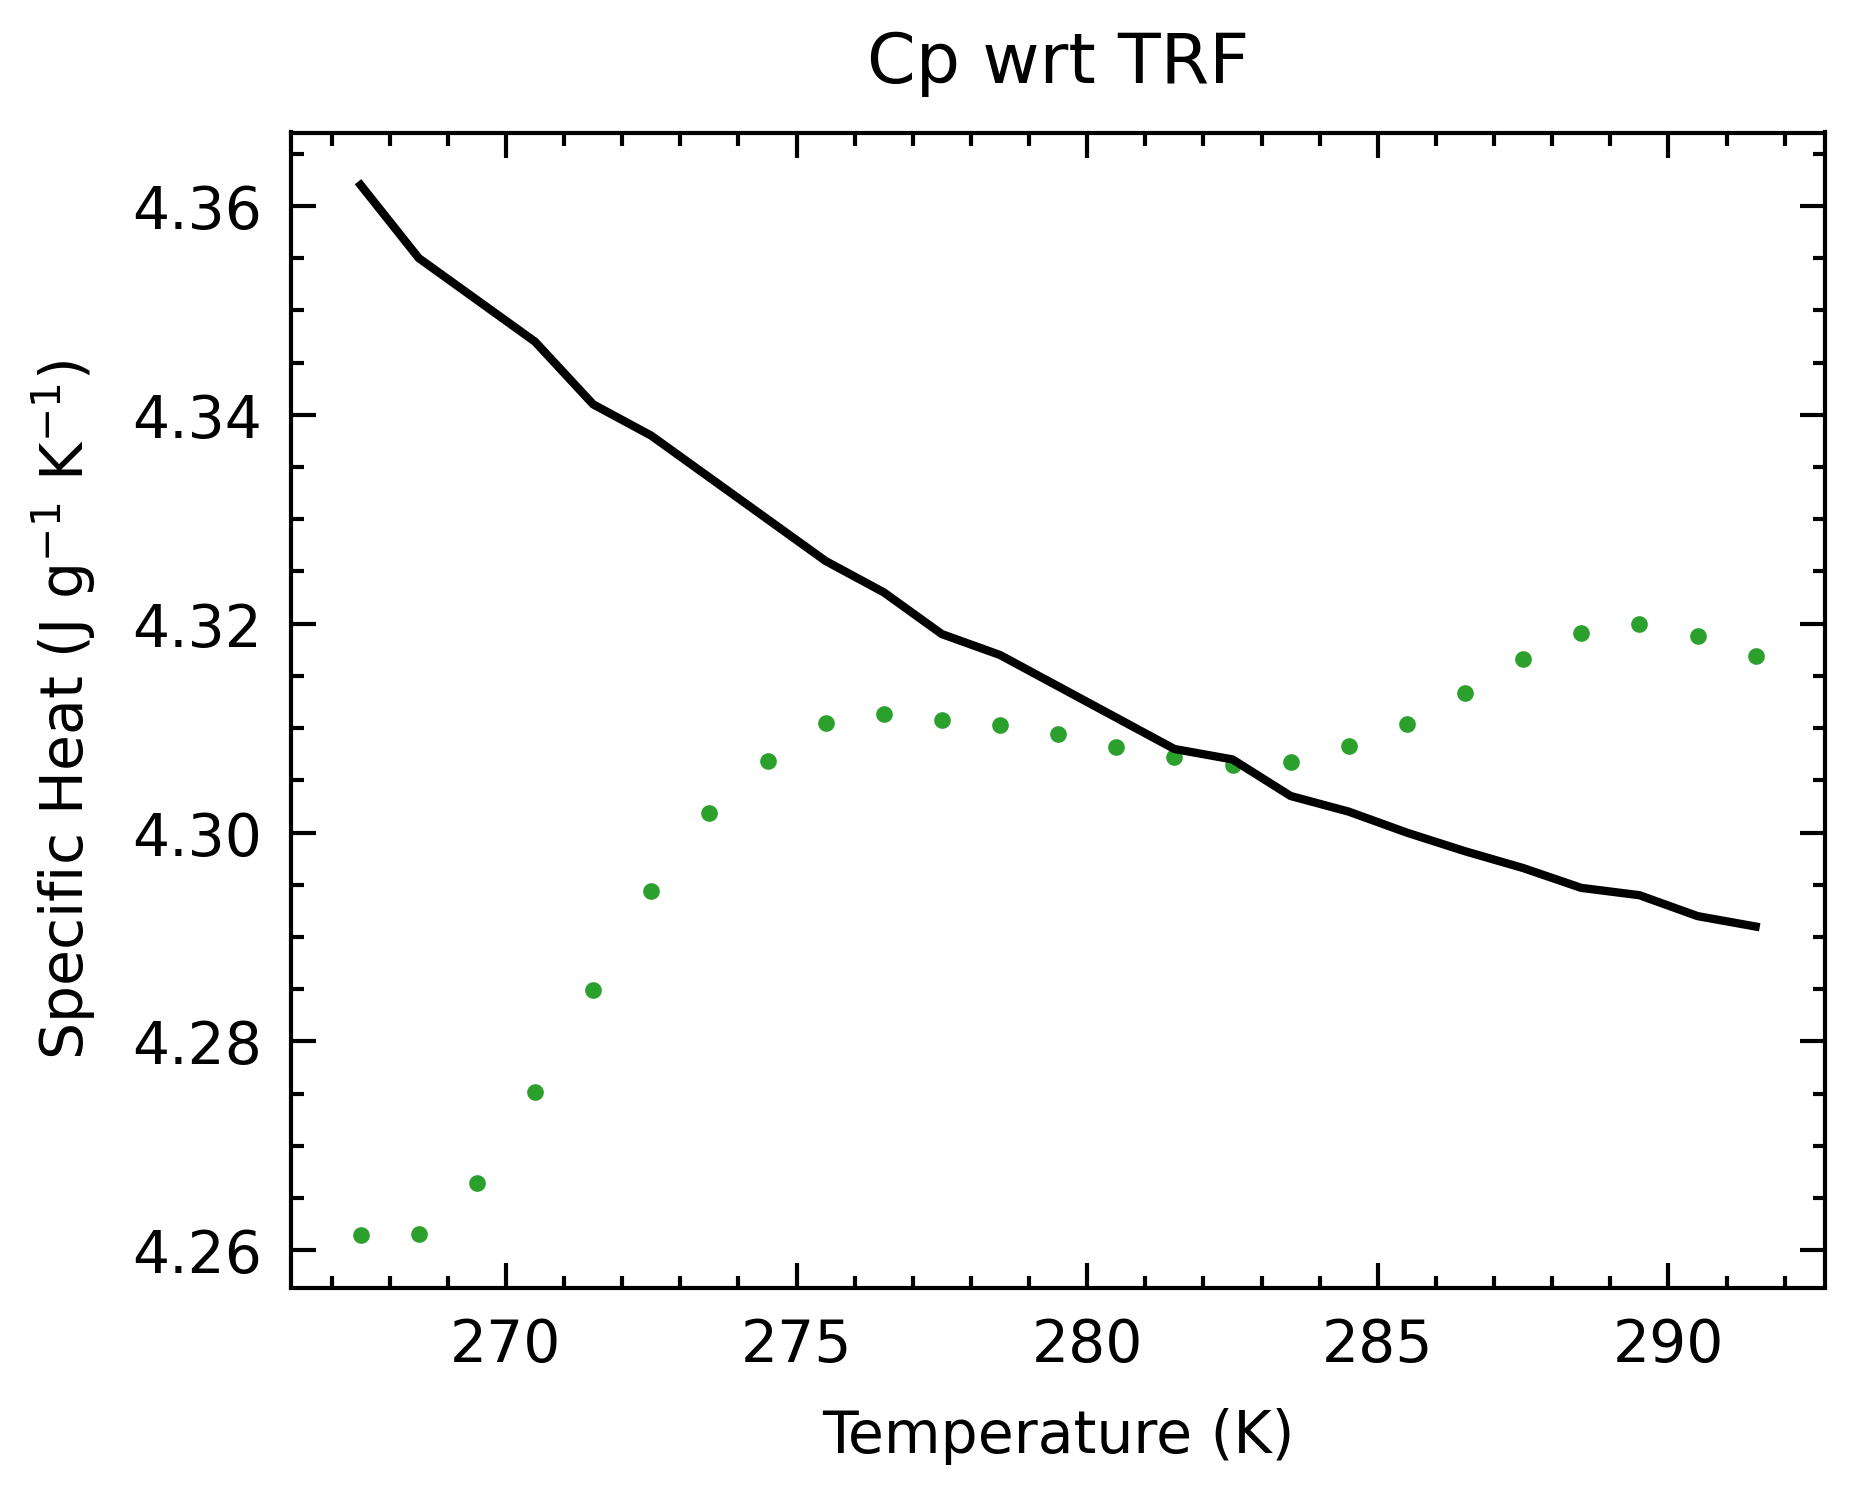 Cp wrt TRF
Specific Heat (J g⁻¹ K⁻¹)
4.36
4.34
4.32
4.30
4.28
4.26
270 275 280 285 290
Temperature (K)